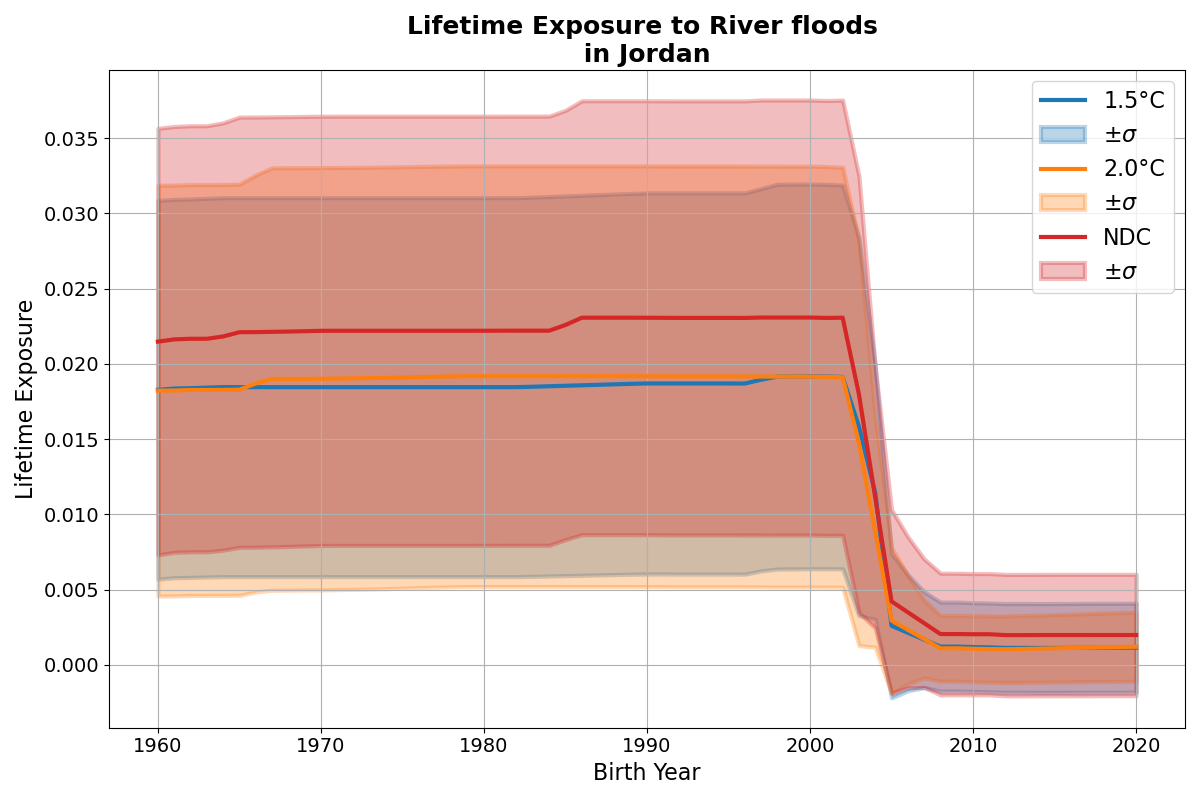 Lifetime Exposure to River floods
in Jordan
Lifetime Exposure
0.035
0.030
0.025
0.020
0.015
0.010
0.005
0.000
1960
1970
1980
1990
2000
2010
2020
Birth Year
1.5°C
±σ
2.0°C
±σ
NDC
±σ